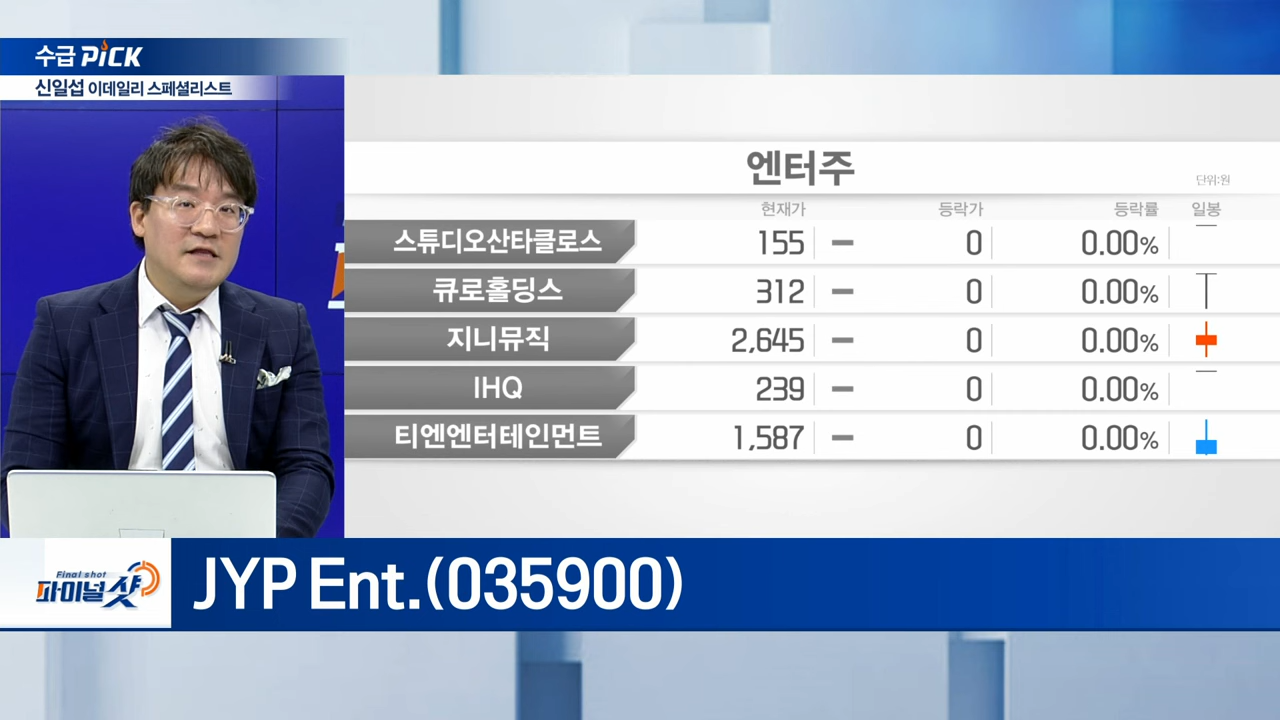 수급 PICK
신일섭 이데일리 스페셜리스트
엔터주
단위:원
현재가 등락가 등락률 일봉
스튜디오산타클로스 155 0 0.00%
큐로홀딩스 312 0 0.00%
지니뮤직 2,645 0 0.00%
IHQ 239 0 0.00%
티엔엔터테인먼트 1,587 0 0.00%
Final shot
파이널샷
JYP Ent.(035900)